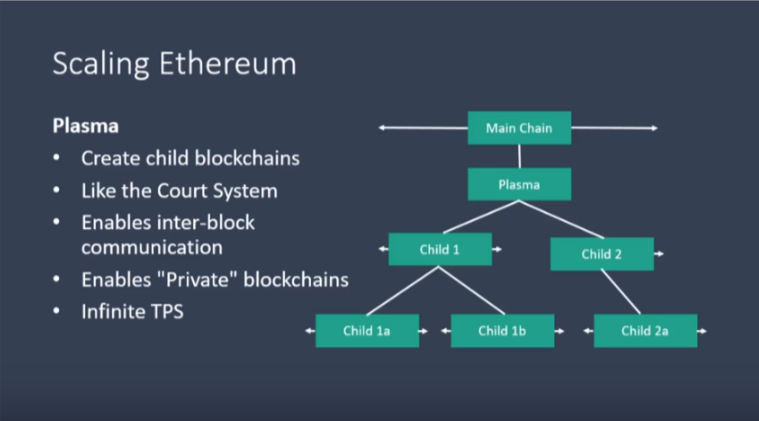 Scaling Ethereum
Plasma
• Create child blockchains
• Like the Court System
• Enables inter-block
communication
• Enables "Private" blockchains
• Infinite TPS
Main Chain
Plasma
Child 1
Child 2
Child 1a
Child 1b
Child 2a